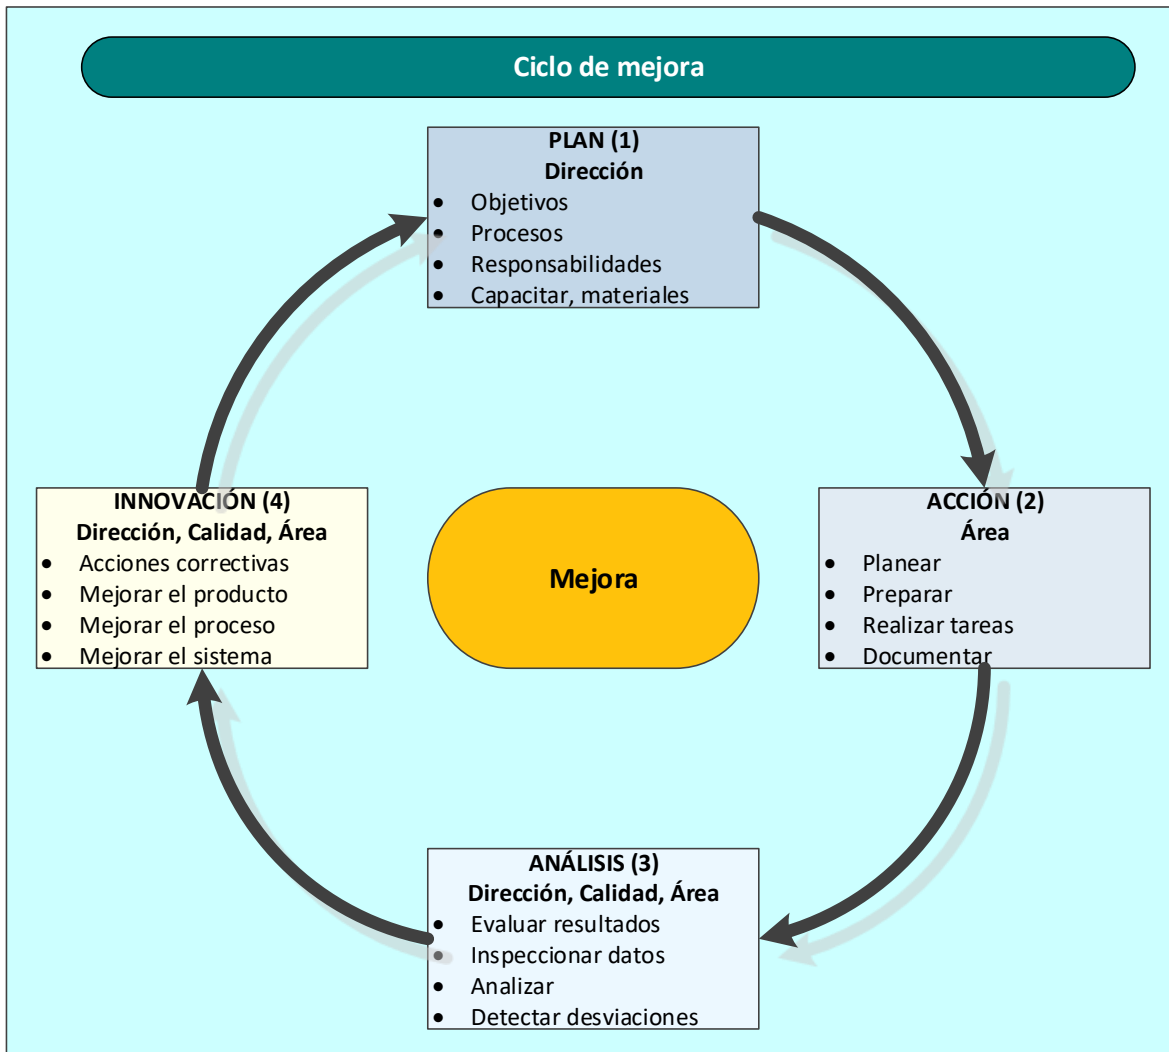 Ciclo de mejora
PLAN (1)
Dirección
• Objetivos
• Procesos
• Responsabilidades
• Capacitar, materiales
INNOVACIÓN (4)
Dirección, Calidad, Área
• Acciones correctivas
• Mejorar el producto
• Mejorar el proceso
• Mejorar el sistema
Mejora
ACCIÓN (2)
Área
• Planear
• Preparar
• Realizar tareas
• Documentar
ANÁLISIS (3)
Dirección, Calidad, Área
• Evaluar resultados
• Inspeccionar datos
• Analizar
• Detectar desviaciones